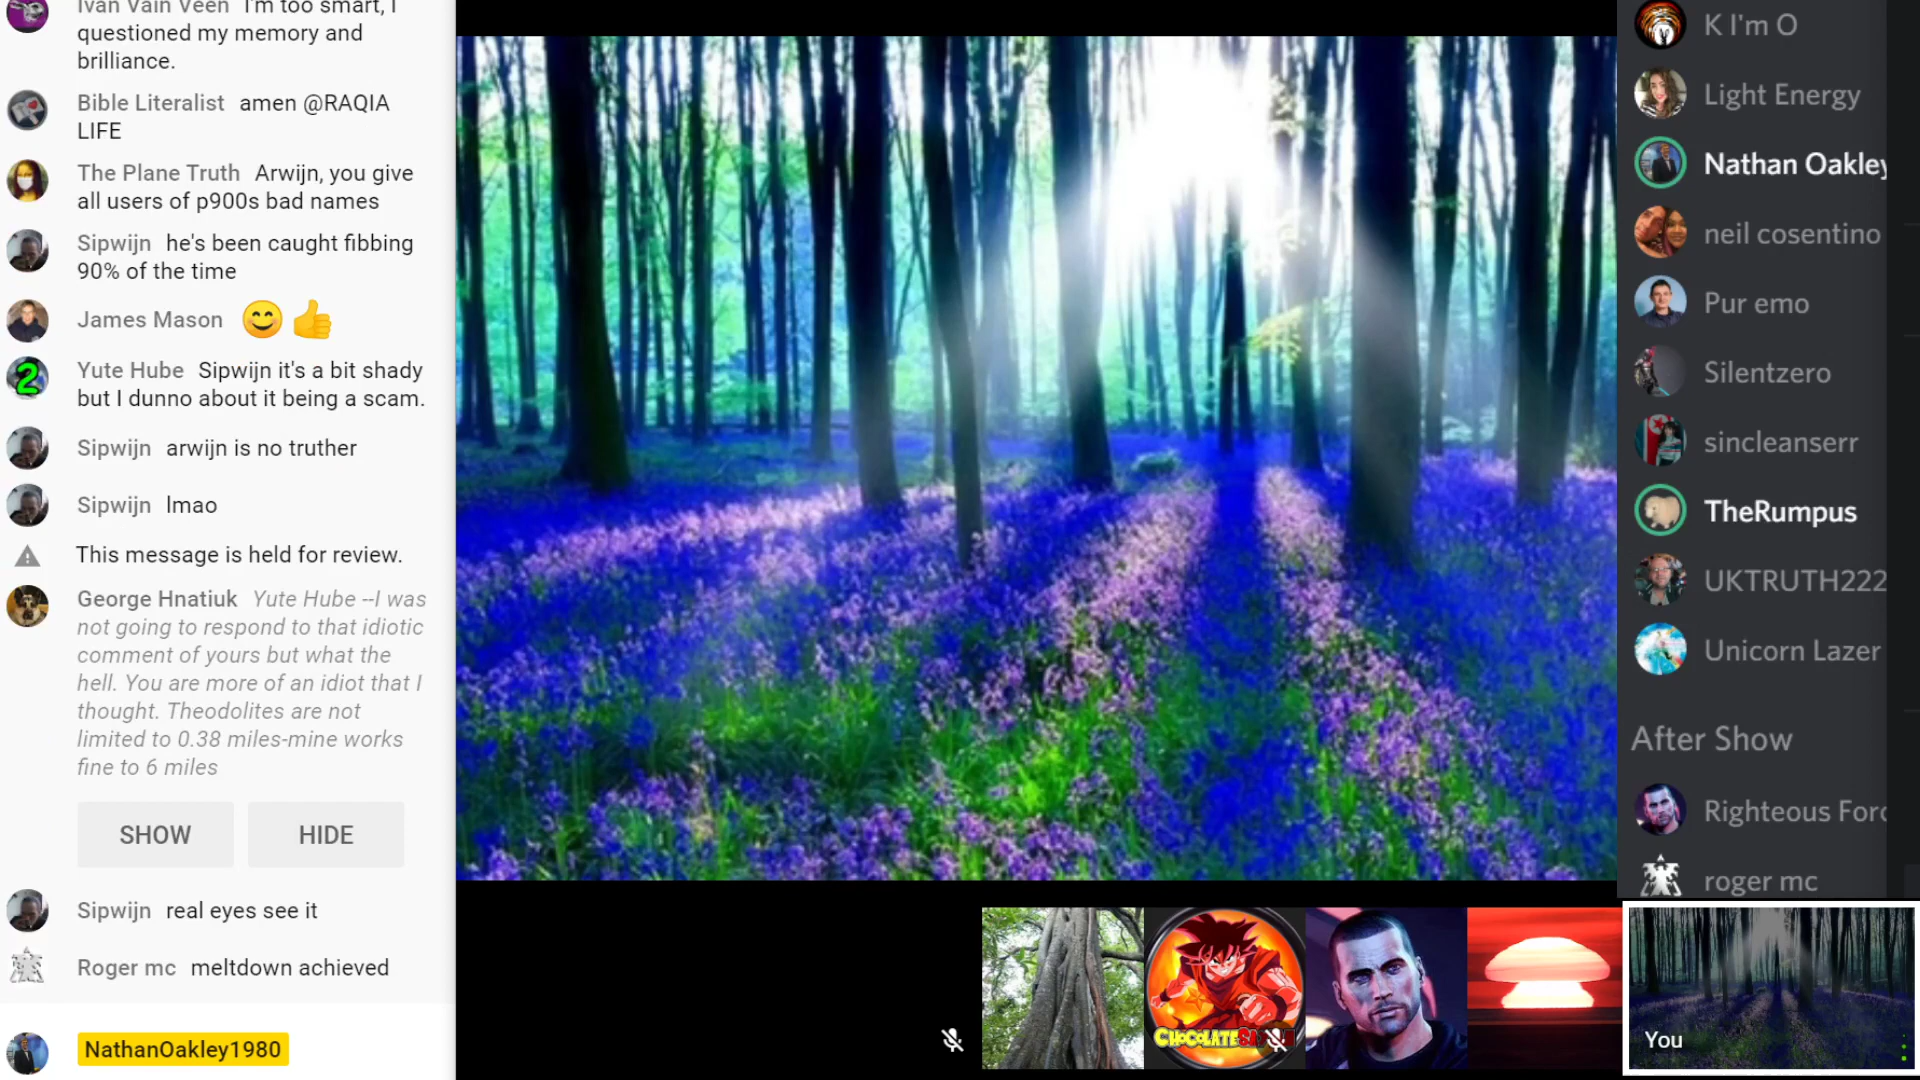 Ivan Vain Veen I'm too smart, I
questioned my memory and
brilliance.
Bible Literalist amen @RAQIA
LIFE
The Plane Truth Arwijn, you give
all users of p900s bad names
Sipwijn he's been caught fibbing
90% of the time
James Mason
Yute Hube Sipwijn it's a bit shady
but I dunno about it being a scam.
Sipwijn arwijn is no truther
Sipwijn lmao
This message is held for review.
George Hnatiuk Yute Hube --I was
not going to respond to that idiotic
comment of yours but what the
hell. You are more of an idiot that I
thought. Theodolites are not
limited to 0.38 miles-mine works
fine to 6 miles
SHOW HIDE
Sipwijn real eyes see it
Roger mc meltdown achieved
NathanOakley1980
K I'm O
Light Energy
Nathan Oakley
neil cosentino
Pur emo
Silentzero
sincleanserr
TheRumpus
UKTRUTH222
Unicorn Lazer
After Show
Righteous Forc
roger mc
You